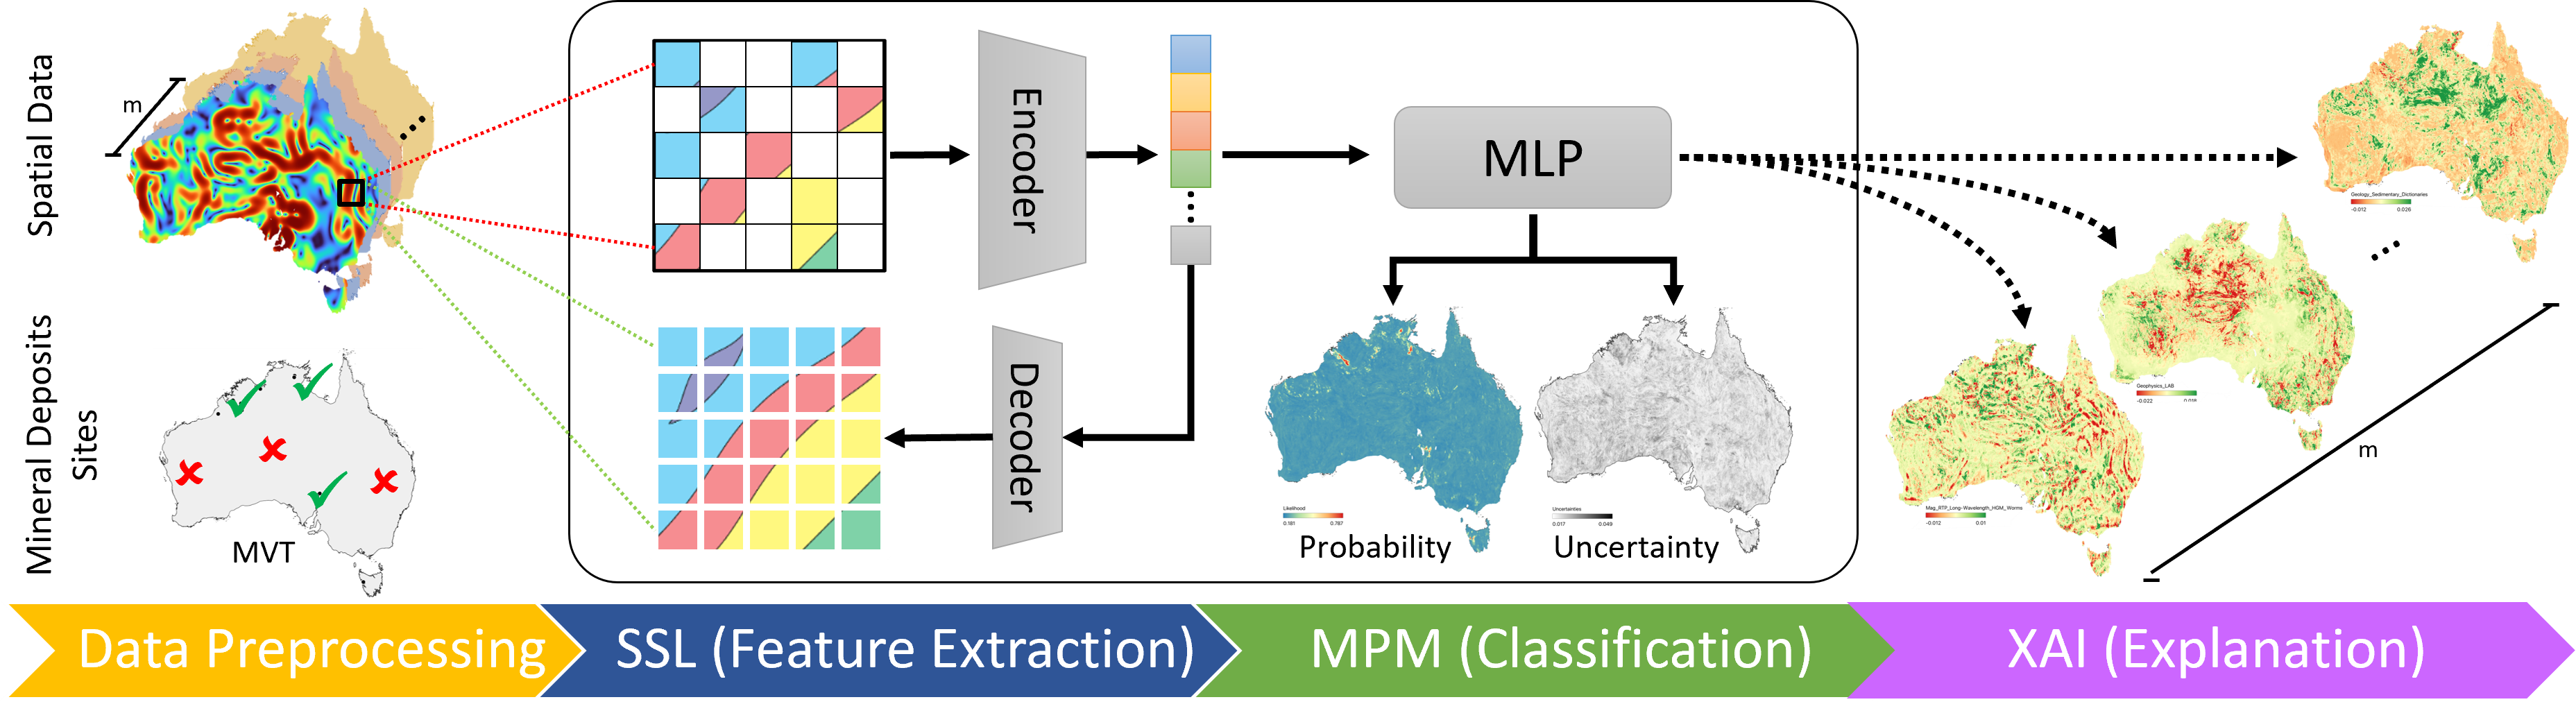 Spatial Data
m
Mineral Deposits
Sites
MVT
Encoder
Decoder
MLP
Likelihood
0.181 0.787
Probability
Uncertainties
0.017 0.049
Uncertainty
Geology_Sedimentary_Dictionaries
-0.012 0.026
Geophysics_LAB
-0.022
Mag_RTP_Long-Wavelength_HGM_Worms
-0.012 0.01
m
Data Preprocessing
SSL (Feature Extraction)
MPM (Classification)
XAI (Explanation)